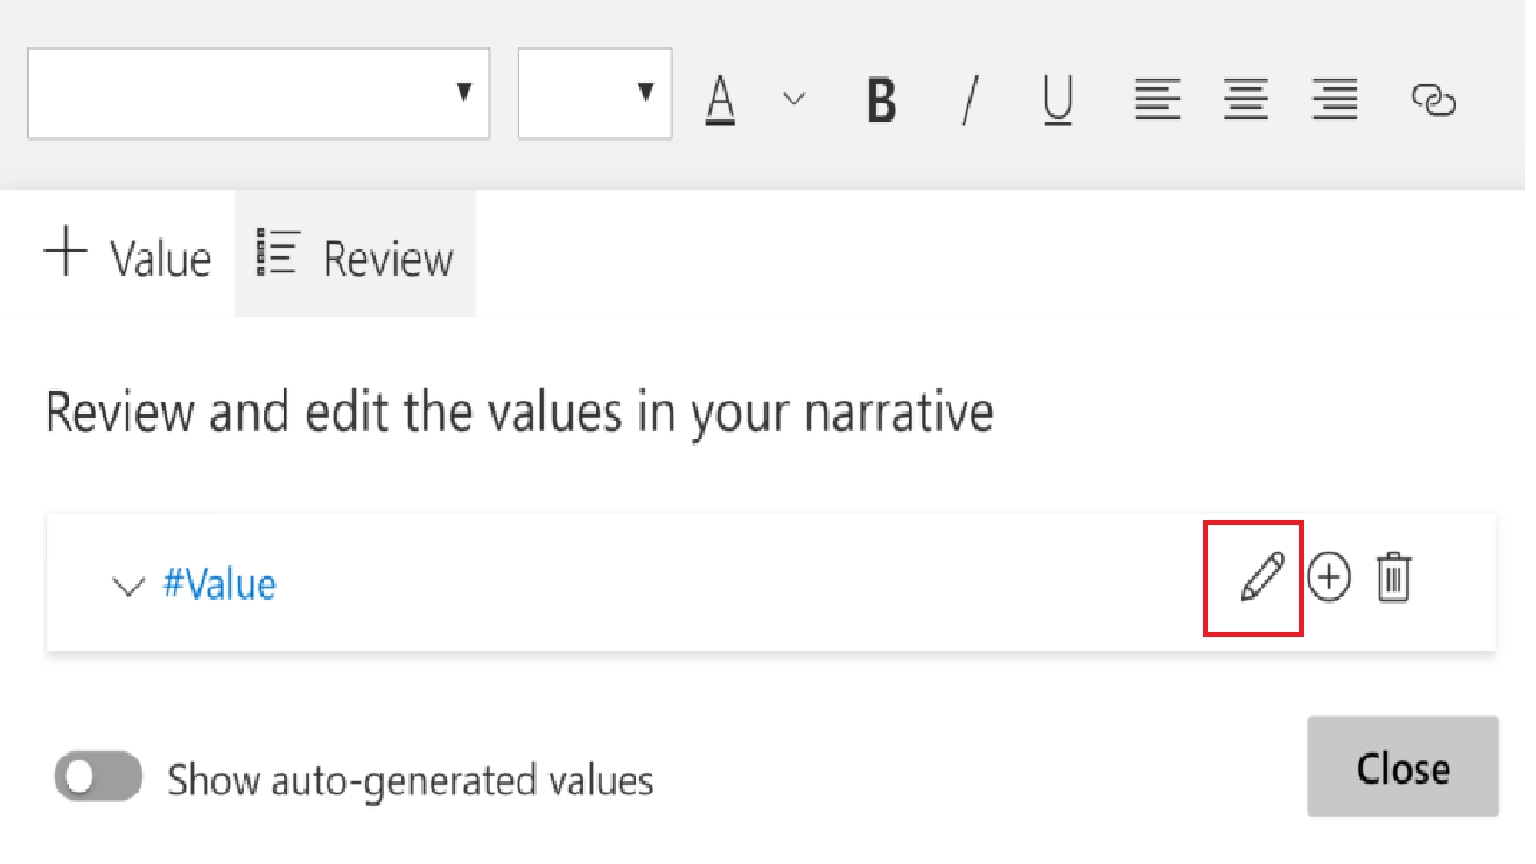 A B / U
+ Value Review
Review and edit the values in your narrative
#Value
Show auto-generated values
Close